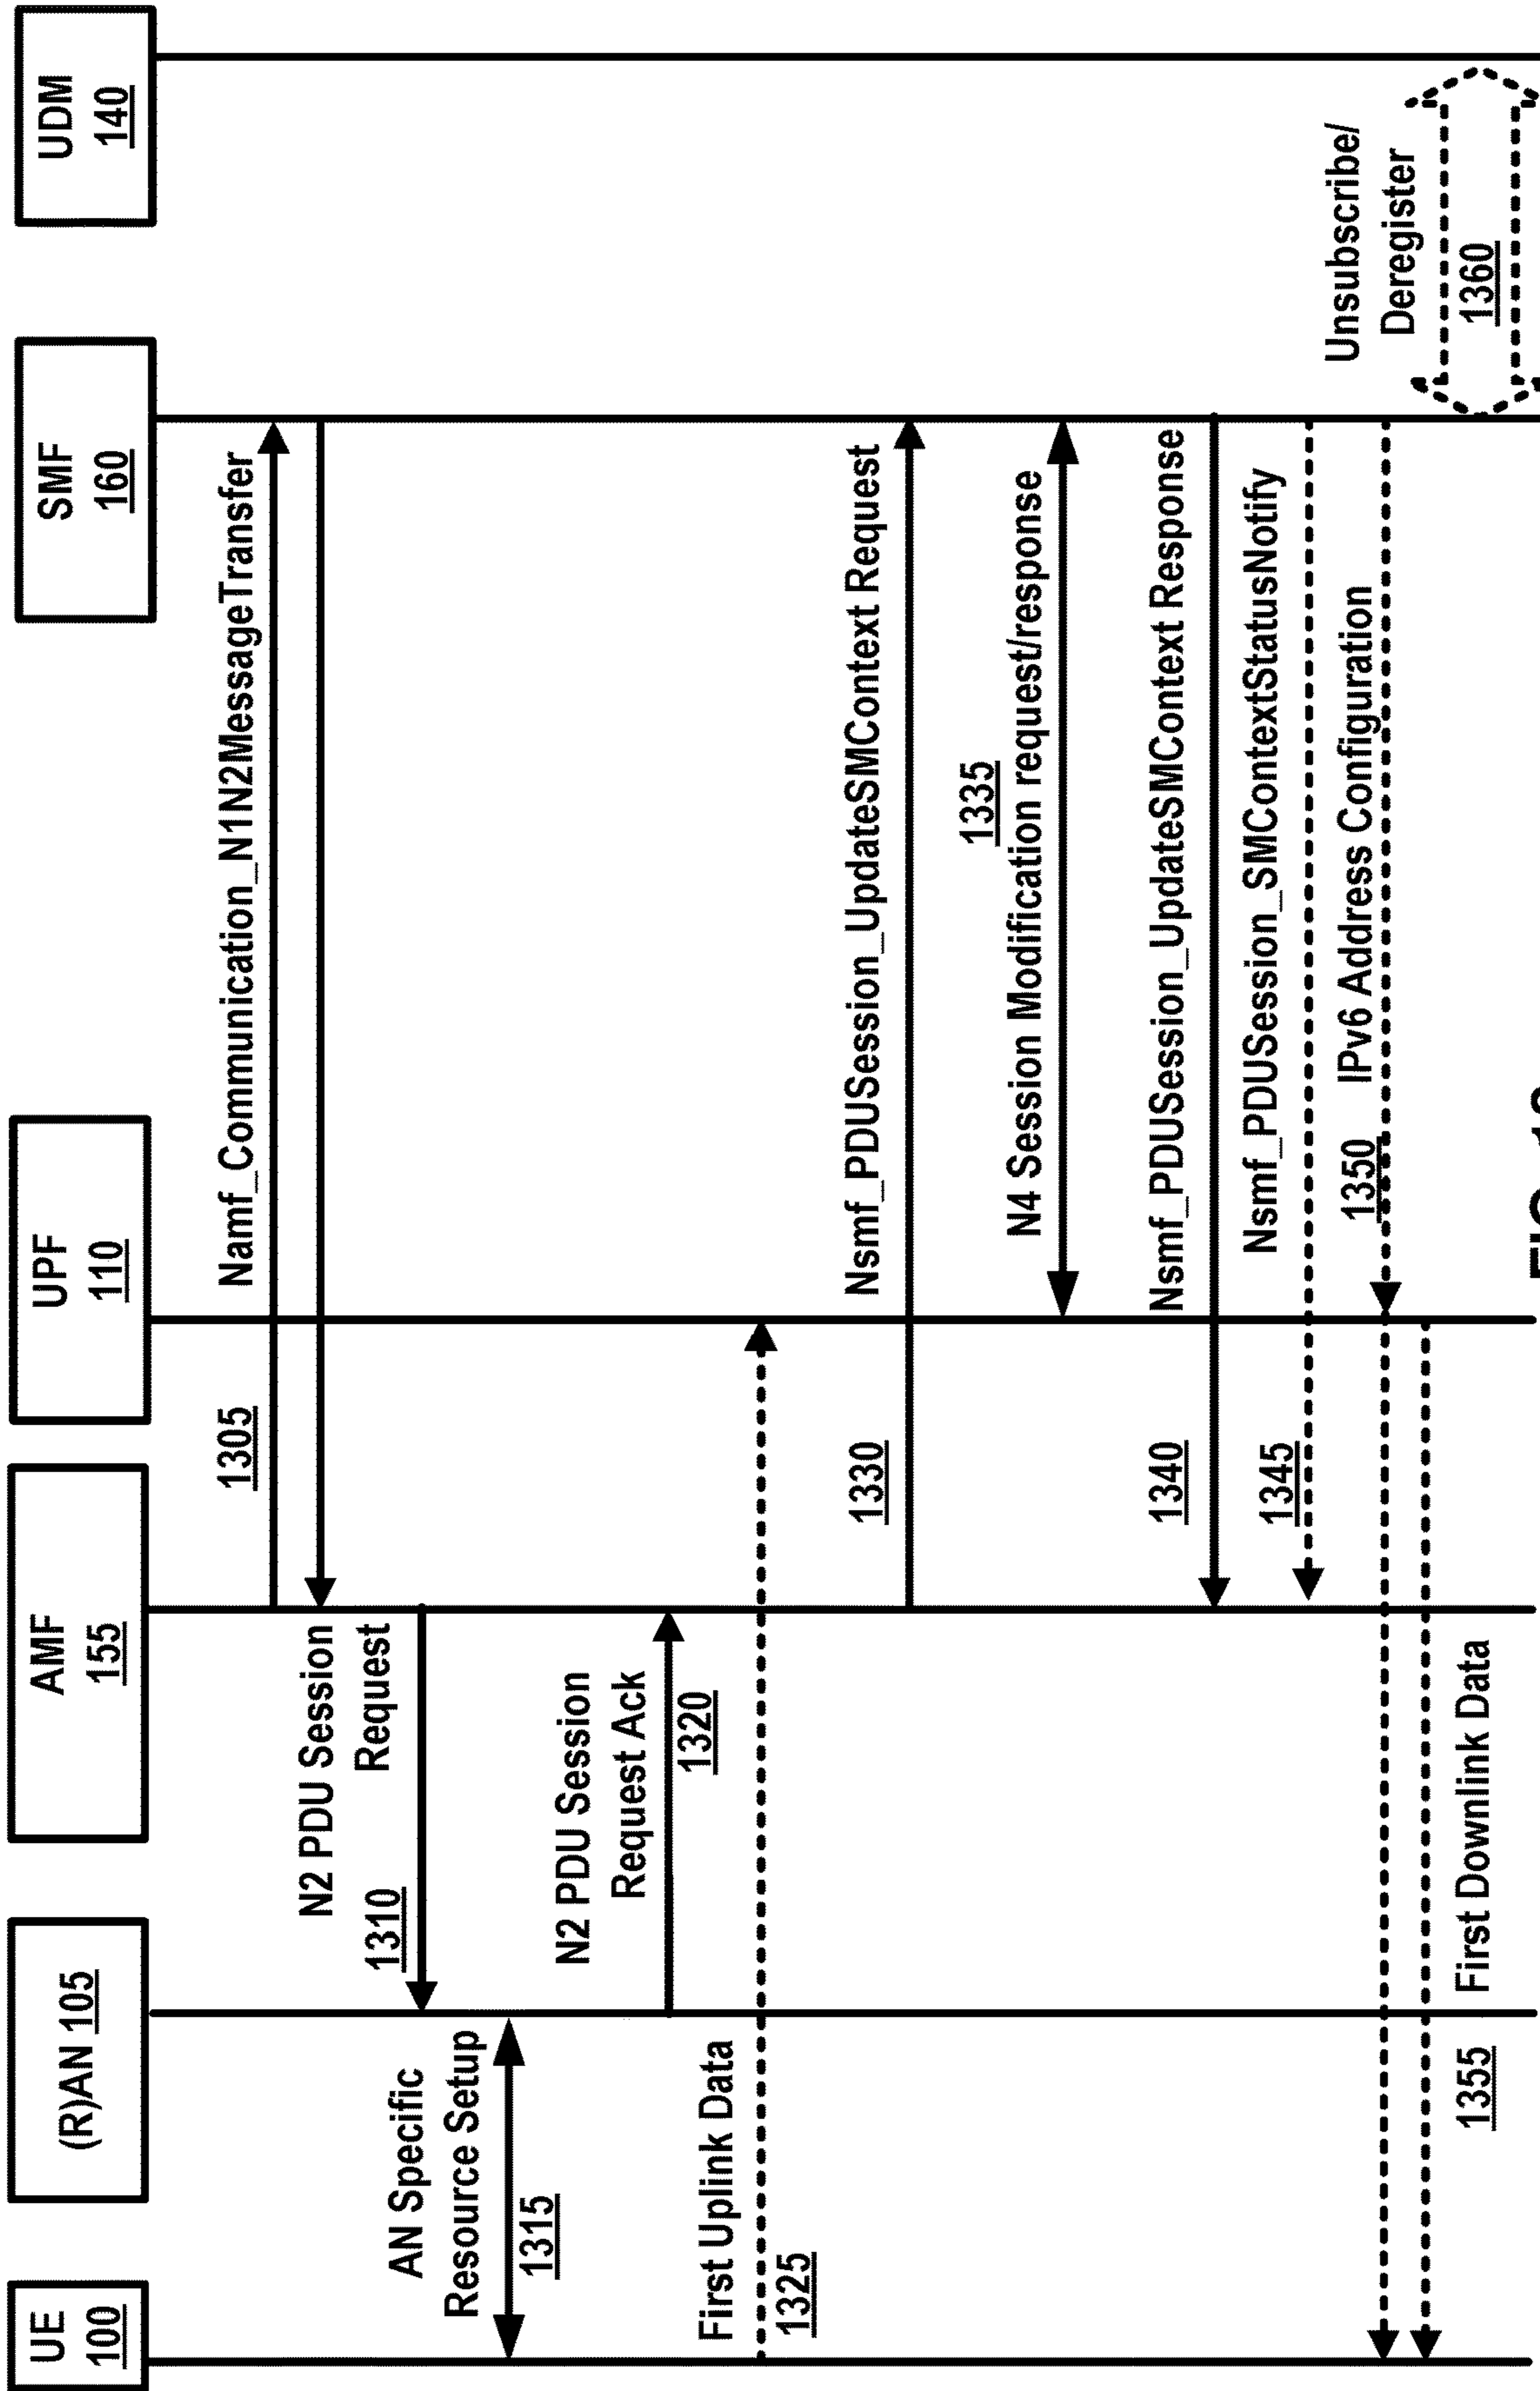 UE
100
(R)AN 105
AMF
155
UPF
110
SMF
160
UDM
140
1305
Namf_Communication_N1N2MessageTransfer
N2 PDU Session
Request
1310
AN Specific
Resource Setup
1315
N2 PDU Session
Request Ack
1320
First Uplink Data
1325
1330
Nsmf_PDUSession_UpdateSMContext Request
1335
N4 Session Modification request/response
1340
Nsmf_PDUSession_UpdateSMContext Response
1345
Nsmf_PDUSession_SMContextStatusNotify
1350
IPv6 Address Configuration
Unsubscribe/
Deregister
1360
1355
First Downlink Data